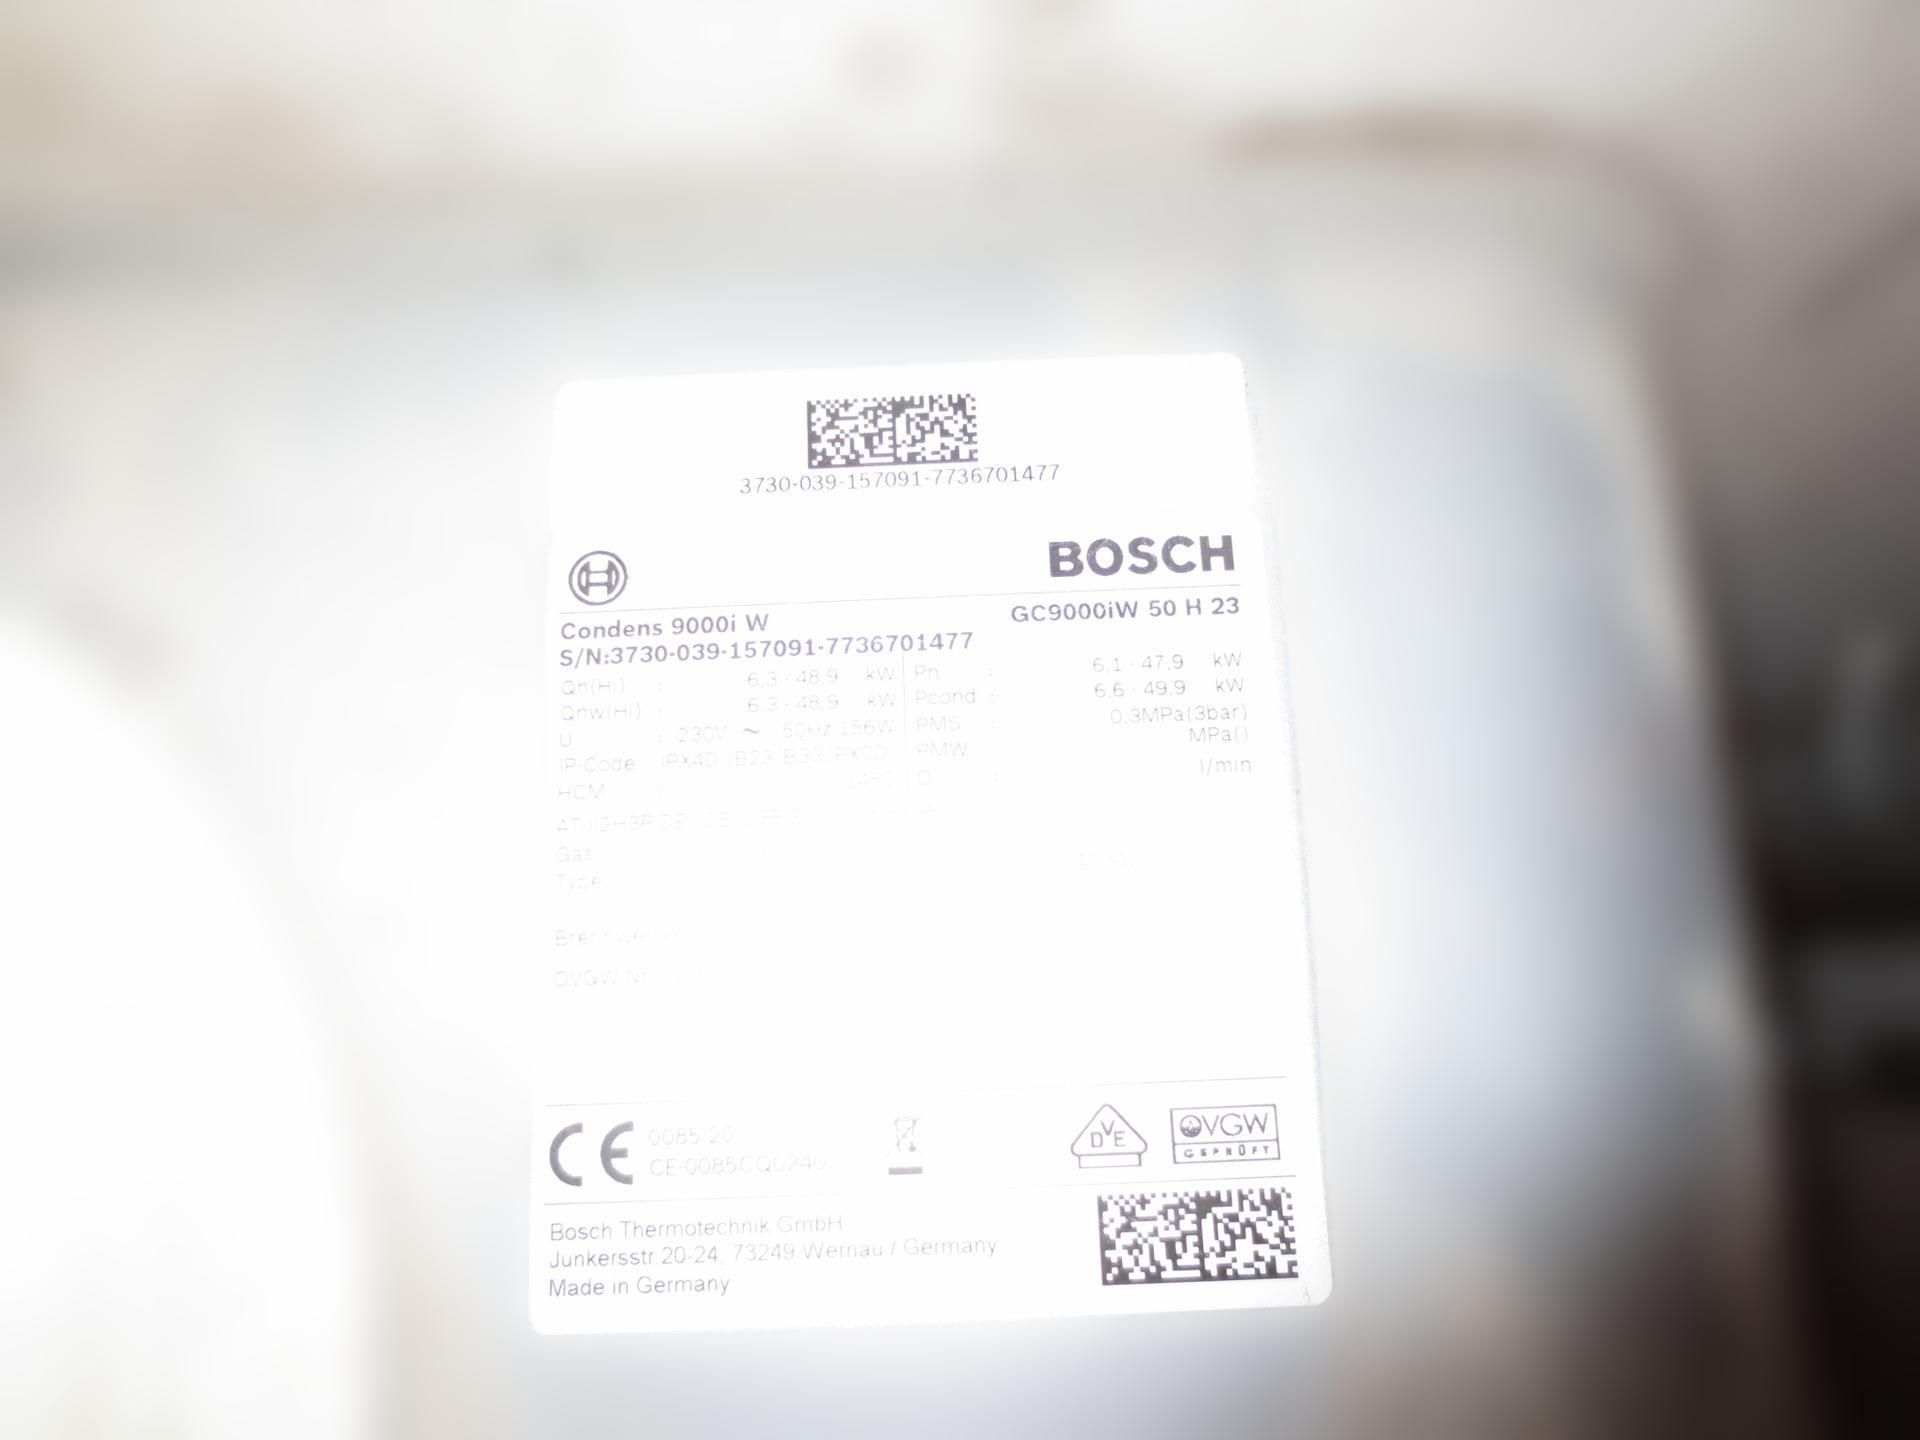 3730-039-157091-7736701477
BOSCH
Condens 9000i W GC9000iW 50 H 23
S/N:3730-039-157091-7736701477
Qn(Hi) : 6,3 - 48,9 kW Pn : 6,1 - 47,9 kW
Qnw(Hi) : 6,3 - 48,9 kW Pcond : 6,6 - 49,9 kW
U : 230V ~ 50Hz 156W PMS : 0,3MPa(3bar)
IP-Code IPX4D (B23/B33 IPX0D) PMW MPa()
HCM : D : l/min
Gas
Type
ÖVGW
CE 0085 20
CE-0085CQ0240
DVE
ÖVGW
GEPRÜFT
Bosch Thermotechnik GmbH
Junkersstr.20-24, 73249 Wernau / Germany
Made in Germany